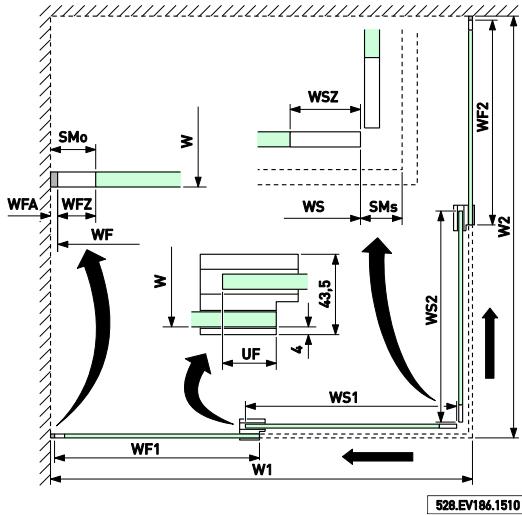 WSZ
SMo
W
WF2
WFA
WFZ
WS
SMs
W2
WF
W
43,5
WS2
UF
4
WS1
WF1
W1
528.EV186.1510